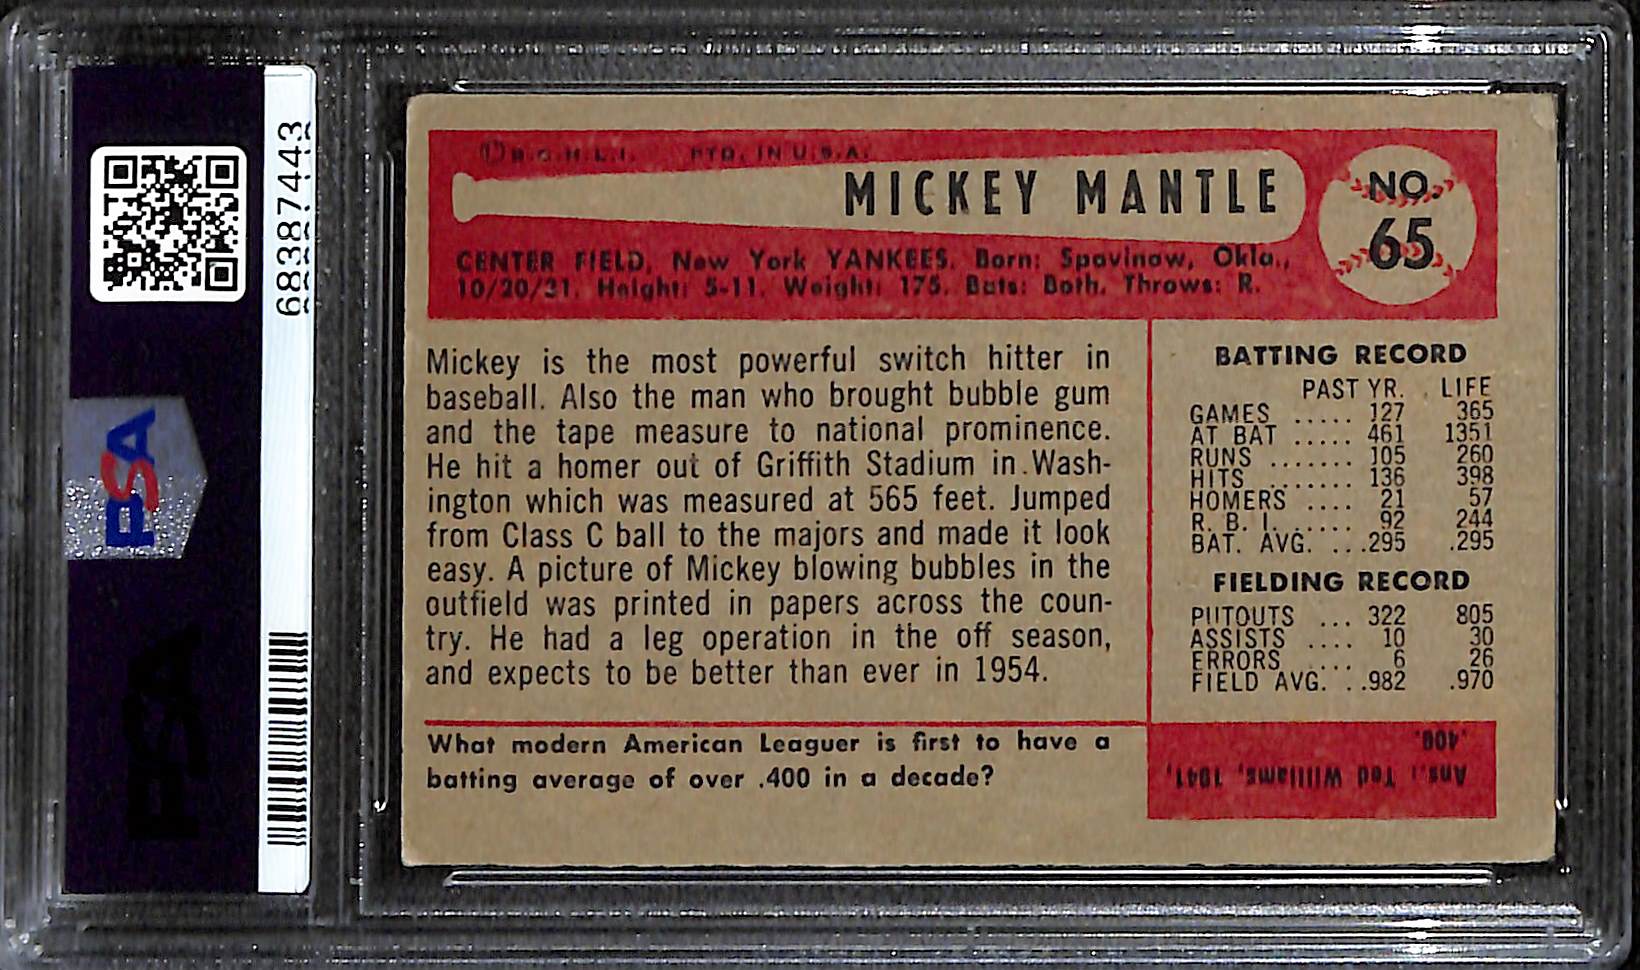 68387443
PSA
PSA
© B.G.H.L.I. PTD. IN U.S.A.
MICKEY MANTLE
NO.
65
CENTER FIELD, New York YANKEES. Born: Spavinaw, Okla.,
10/20/31. Height: 5-11. Weight: 175. Bats: Both. Throws: R.
Mickey is the most powerful switch hitter in
baseball. Also the man who brought bubble gum
and the tape measure to national prominence.
He hit a homer out of Griffith Stadium in Wash-
ington which was measured at 565 feet. Jumped
from Class C ball to the majors and made it look
easy. A picture of Mickey blowing bubbles in the
outfield was printed in papers across the coun-
try. He had a leg operation in the off season,
and expects to be better than ever in 1954.
BATTING RECORD
PAST YR. LIFE
GAMES ..... 127 365
AT BAT ..... 461 1351
RUNS ....... 105 260
HITS ....... 136 398
HOMERS .... 21 57
R. B. I. ...... 92 244
BAT. AVG. ...295 .295
FIELDING RECORD
PUTOUTS ... 322 805
ASSISTS .... 10 30
ERRORS .... 6 26
FIELD AVG. ..982 .970
What modern American Leaguer is first to have a
batting average of over .400 in a decade?
Ans.: Ted Williams, 1941,
.406.